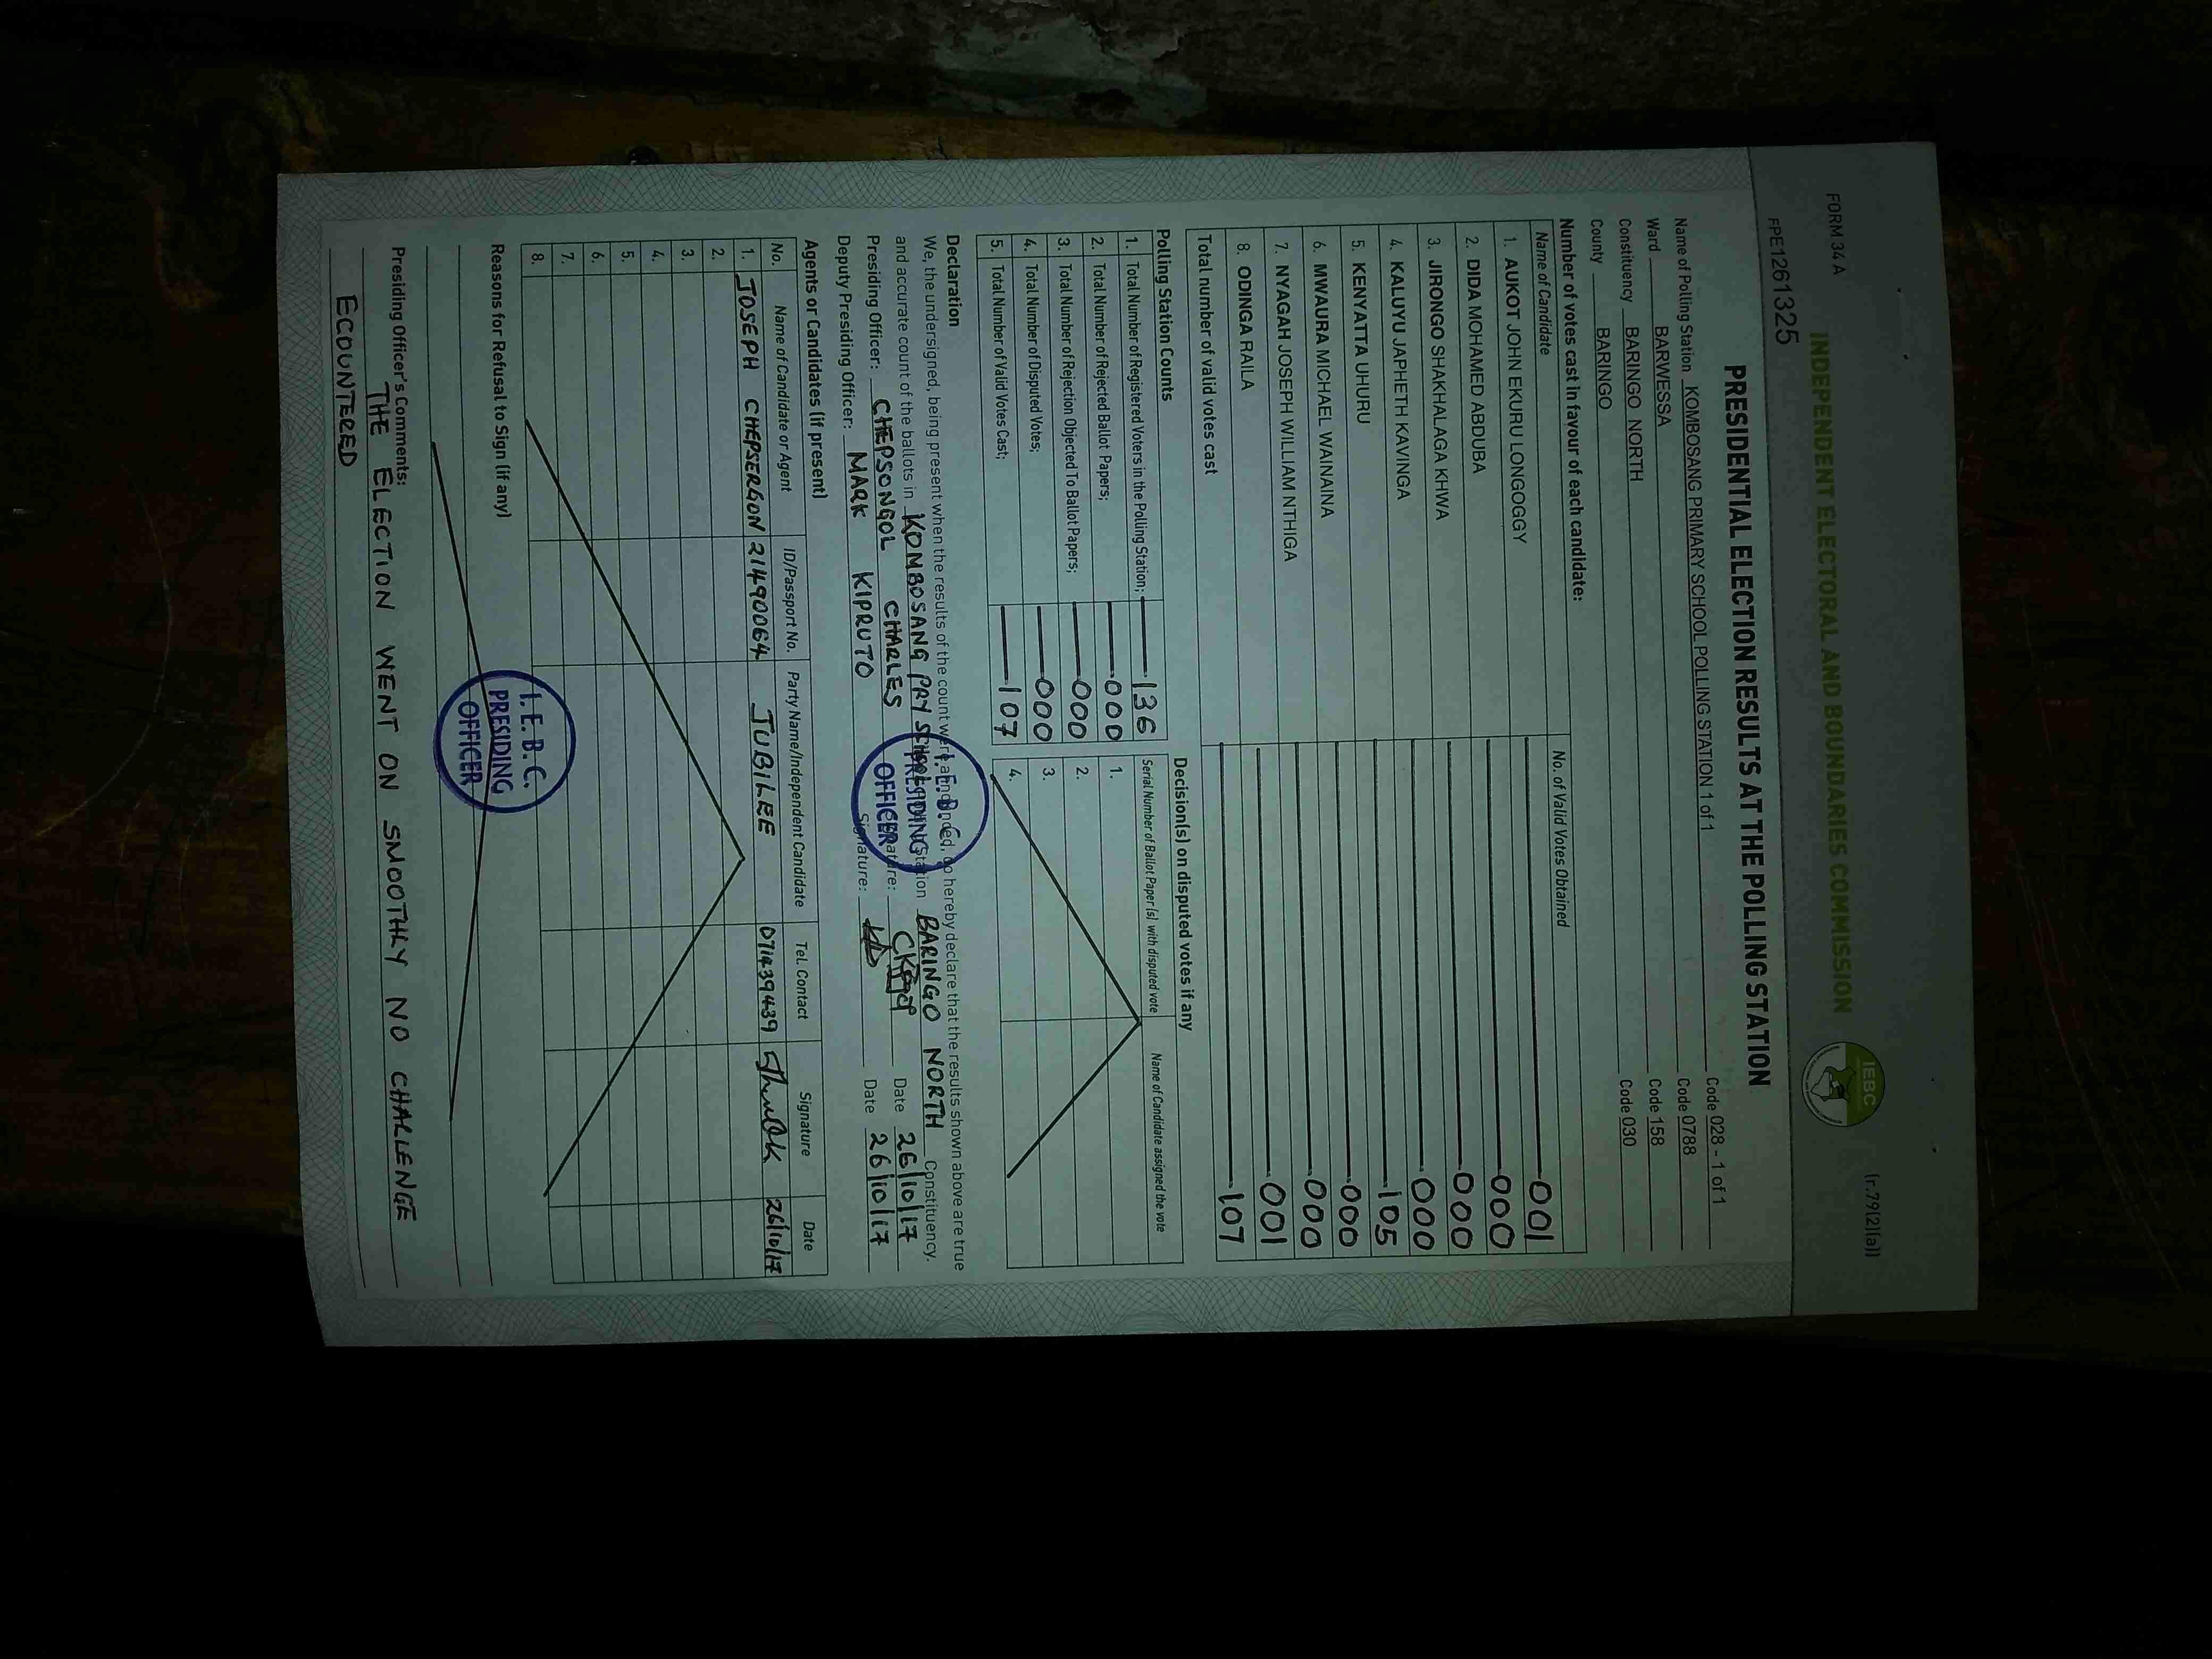 FORM 34 A
(r.79(2)(a))
INDEPENDENT ELECTORAL AND BOUNDARIES COMMISSION
IEBC
PPE1261325
PRESIDENTIAL ELECTION RESULTS AT THE POLLING STATION
Name of Polling Station KOMBOSANG PRIMARY SCHOOL POLLING STATION 1 of 1 Code 028 - 1 of 1
Ward BARWESSA Code 0788
Constituency BARINGO NORTH Code 158
County BARINGO Code 030
Number of votes cast in favour of each candidate:
Name of Candidate No. of Valid Votes Obtained
1. AUKOT JOHN EKURU LONGOGGY 001
2. DIDA MOHAMED ABDUBA 000
3. JIRONGO SHAKHALAGA KHWA 000
4. KALUYU JAPHETH KAVINGA 000
5. KENYATTA UHURU 105
6. MWAURA MICHAEL WAINAINA 000
7. NYAGAH JOSEPH WILLIAM NTHIGA 000
8. ODINGA RAILA 001
Total number of valid votes cast 107
Polling Station Counts
1. Total Number of Registered Voters in the Polling Station; 136
2. Total Number of Rejected Ballot Papers; 000
3. Total Number of Rejection Objected To Ballot Papers; 000
4. Total Number of Disputed Votes; 000
5. Total Number of Valid Votes Cast; 107
Decision(s) on disputed votes if any
Serial Number of Ballot Paper (s) with disputed vote Name of Candidate assigned the vote
1.
2.
3.
4.
Declaration
We, the undersigned, being present when the results of the count were announced, do hereby declare that the results shown above are true
and accurate count of the ballots in KOMBOSANG PRY SCH Polling Station BARINGO NORTH Constituency.
Presiding Officer: CHEPSONGOL CHARLES Signature: Date 26/10/17
Deputy Presiding Officer: MARK KIPRUTO Signature: Date 26/10/17
I. E. B. C.
PRESIDING
OFFICER
Agents or Candidates (if present)
No. Name of Candidate or Agent ID/Passport No. Party Name/Independent Candidate Tel. Contact Signature Date
1. JOSEPH CHEPSERGON 21490064 JUBILEE 071439439 26/10/17
2.
3.
4.
5.
6.
7.
8.
Reasons for Refusal to Sign (if any)
I. E. B. C.
PRESIDING
OFFICER
Presiding Officer's Comments:
THE ELECTION WENT ON SMOOTHLY NO CHALLENGE
ECOUNTERED